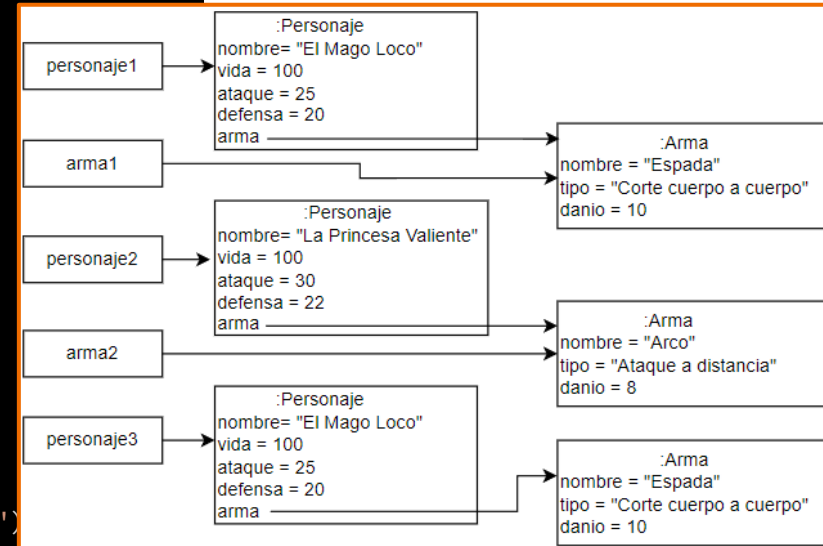 :Personaje
personaje1
nombre= "El Mago Loco"
vida = 100
ataque = 25
defensa = 20
arma
arma1
:Arma
nombre = "Espada"
tipo = "Corte cuerpo a cuerpo"
danio = 10
:Personaje
personaje2
nombre= "La Princesa Valiente"
vida = 100
ataque = 30
defensa = 22
arma
arma2
:Arma
nombre = "Arco"
tipo = "Ataque a distancia"
danio = 8
:Personaje
personaje3
nombre= "El Mago Loco"
vida = 100
ataque = 25
defensa = 20
arma
:Arma
nombre = "Espada"
tipo = "Corte cuerpo a cuerpo"
danio = 10
')